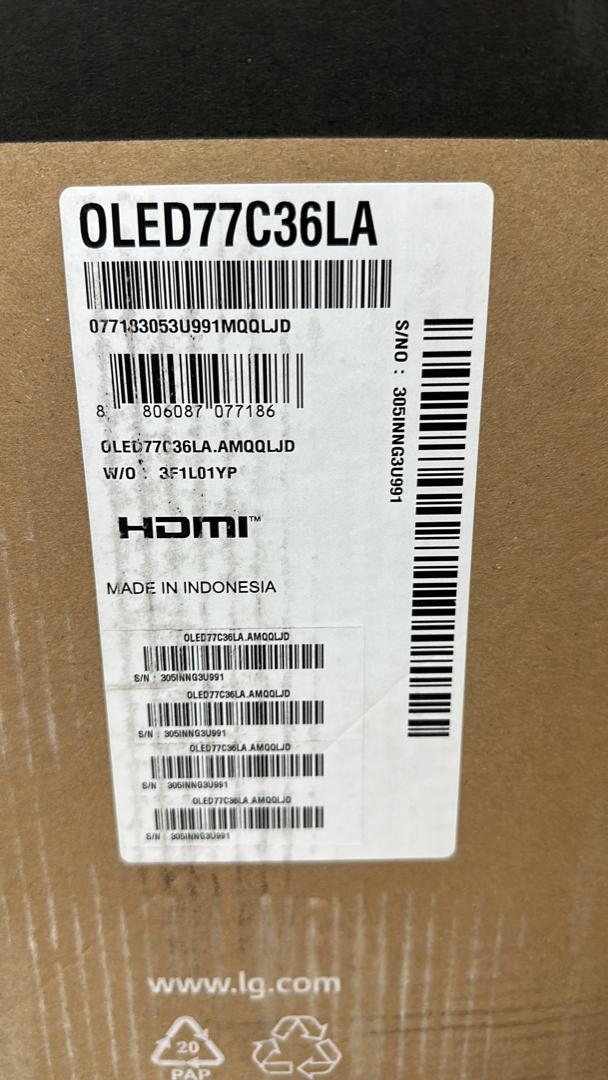 OLED77C36LA
077183053U991MQQLJD
8 806087 077186
OLED77C36LA.AMQQLJD
W/O : 3F1L01YP
HDMI™
MADE IN INDONESIA
S/NO : 305INNG3U991
OLED77C36LA.AMQQLJD
S/N : 305INNG3U991
OLED77C36LA.AMQQLJD
S/N : 305INNG3U991
OLED77C36LA.AMQQLJD
S/N : 305INNG3U991
OLED77C36LA.AMQQLJD
S/N : 305INNG3U991
www.lg.com
20
PAP